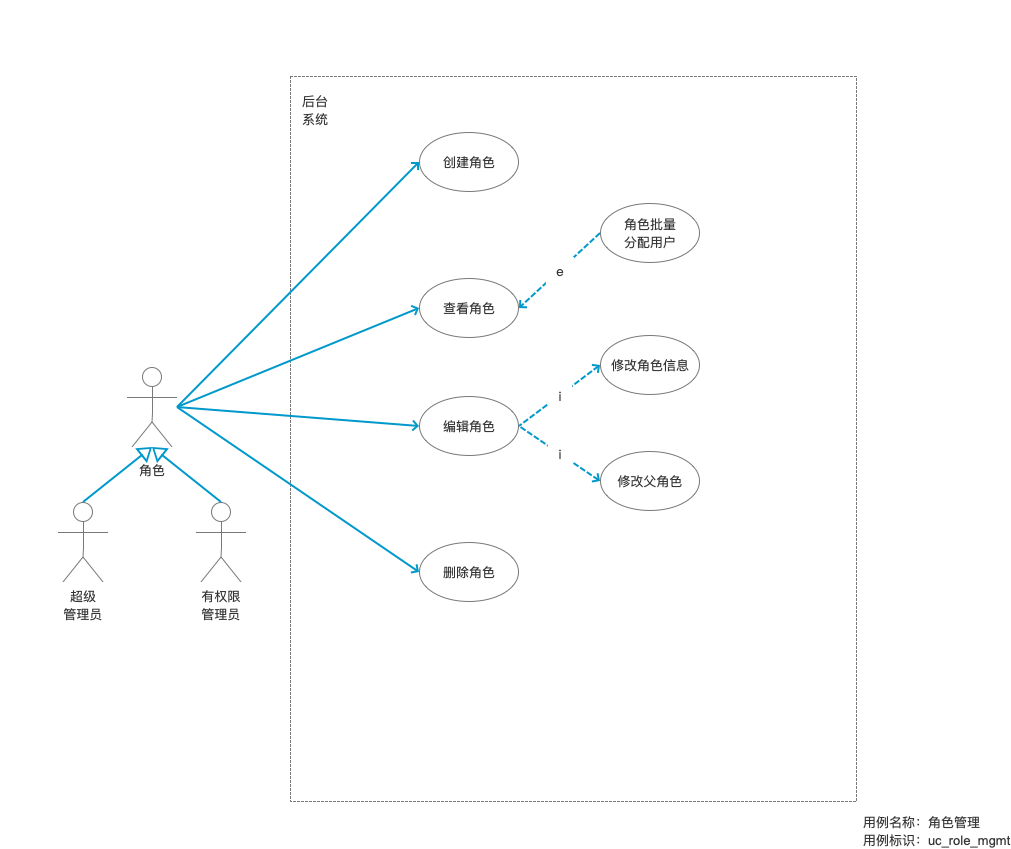 后台
系统
创建角色
角色批量
分配用户
e
查看角色
修改角色信息
i
编辑角色
i
修改父角色
角色
删除角色
超级
管理员
有权限
管理员
用例名称：角色管理
用例标识：uc_role_mgmt